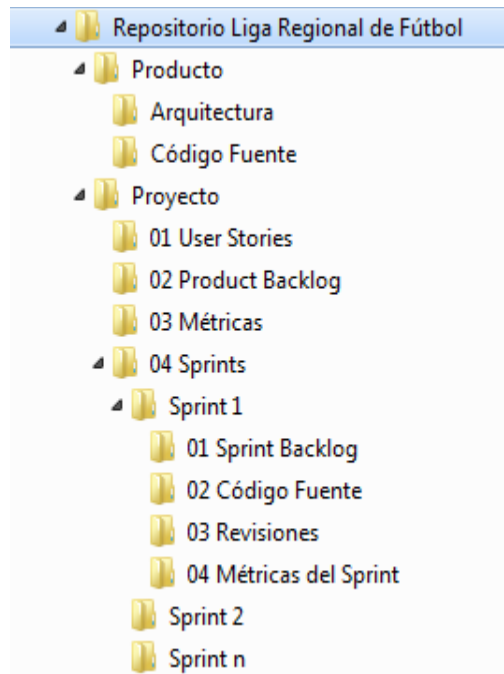 Repositorio Liga Regional de Fútbol
Producto
Arquitectura
Código Fuente
Proyecto
01 User Stories
02 Product Backlog
03 Métricas
04 Sprints
Sprint 1
01 Sprint Backlog
02 Código Fuente
03 Revisiones
04 Métricas del Sprint
Sprint 2
Sprint n